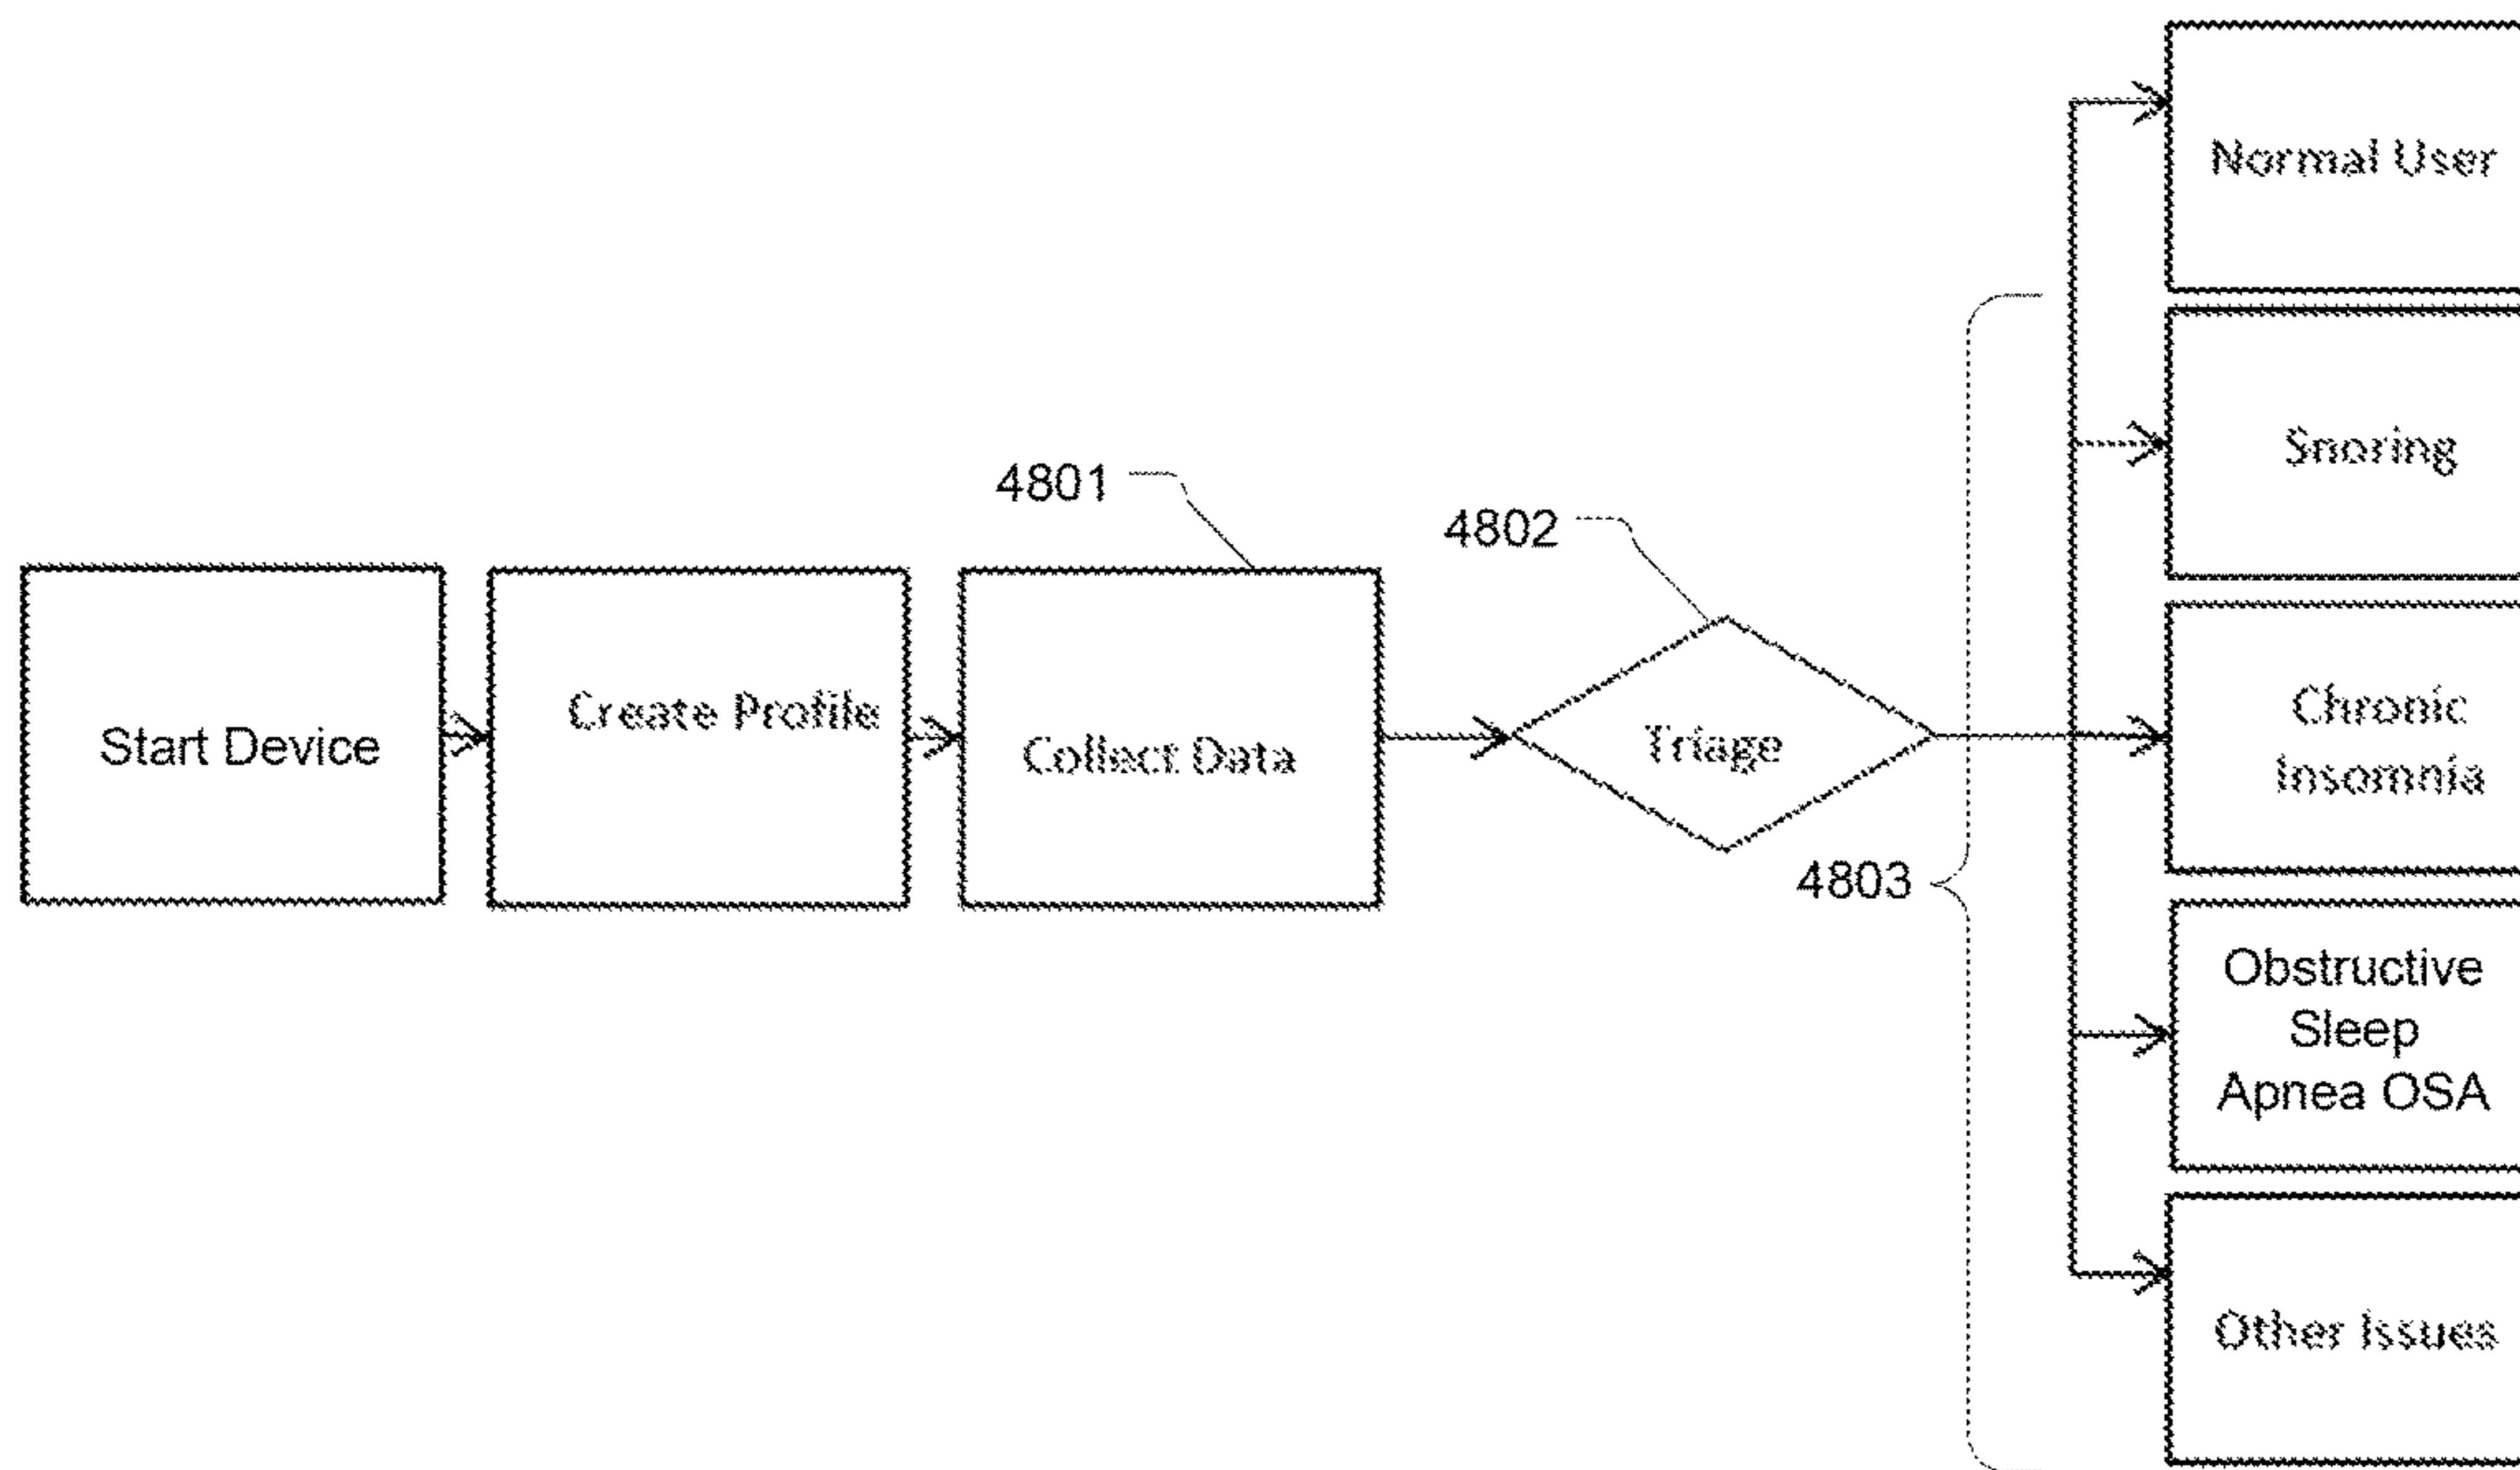 Normal User
Snoring
4801
4802
Start Device
Create Profile
Collect Data
Triage
Chronic
Insomnia
4803
Obstructive
Sleep
Apnea OSA
Other Issues